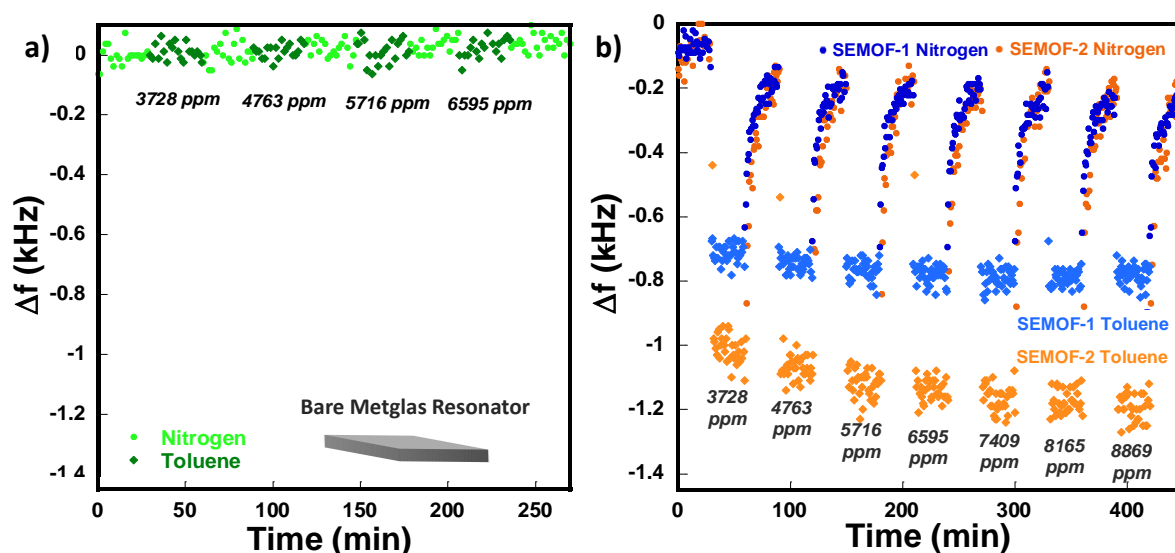 a)
0
-0.2
-0.4
-0.6
-0.8
-1
-1.2
-1.4
Δf (kHz)
3728 ppm 4763 ppm 5716 ppm 6595 ppm
Bare Metglas Resonator
Nitrogen
Toluene
0 50 100 150 200 250
Time (min)
b)
0
-0.2
-0.4
-0.6
-0.8
-1
-1.2
-1.4
Δf (kHz)
SEMOF-1 Nitrogen SEMOF-2 Nitrogen
SEMOF-1 Toluene
SEMOF-2 Toluene
3728
ppm
4763
ppm
5716
ppm
6595
ppm
7409
ppm
8165
ppm
8869
ppm
0 100 200 300 400
Time (min)